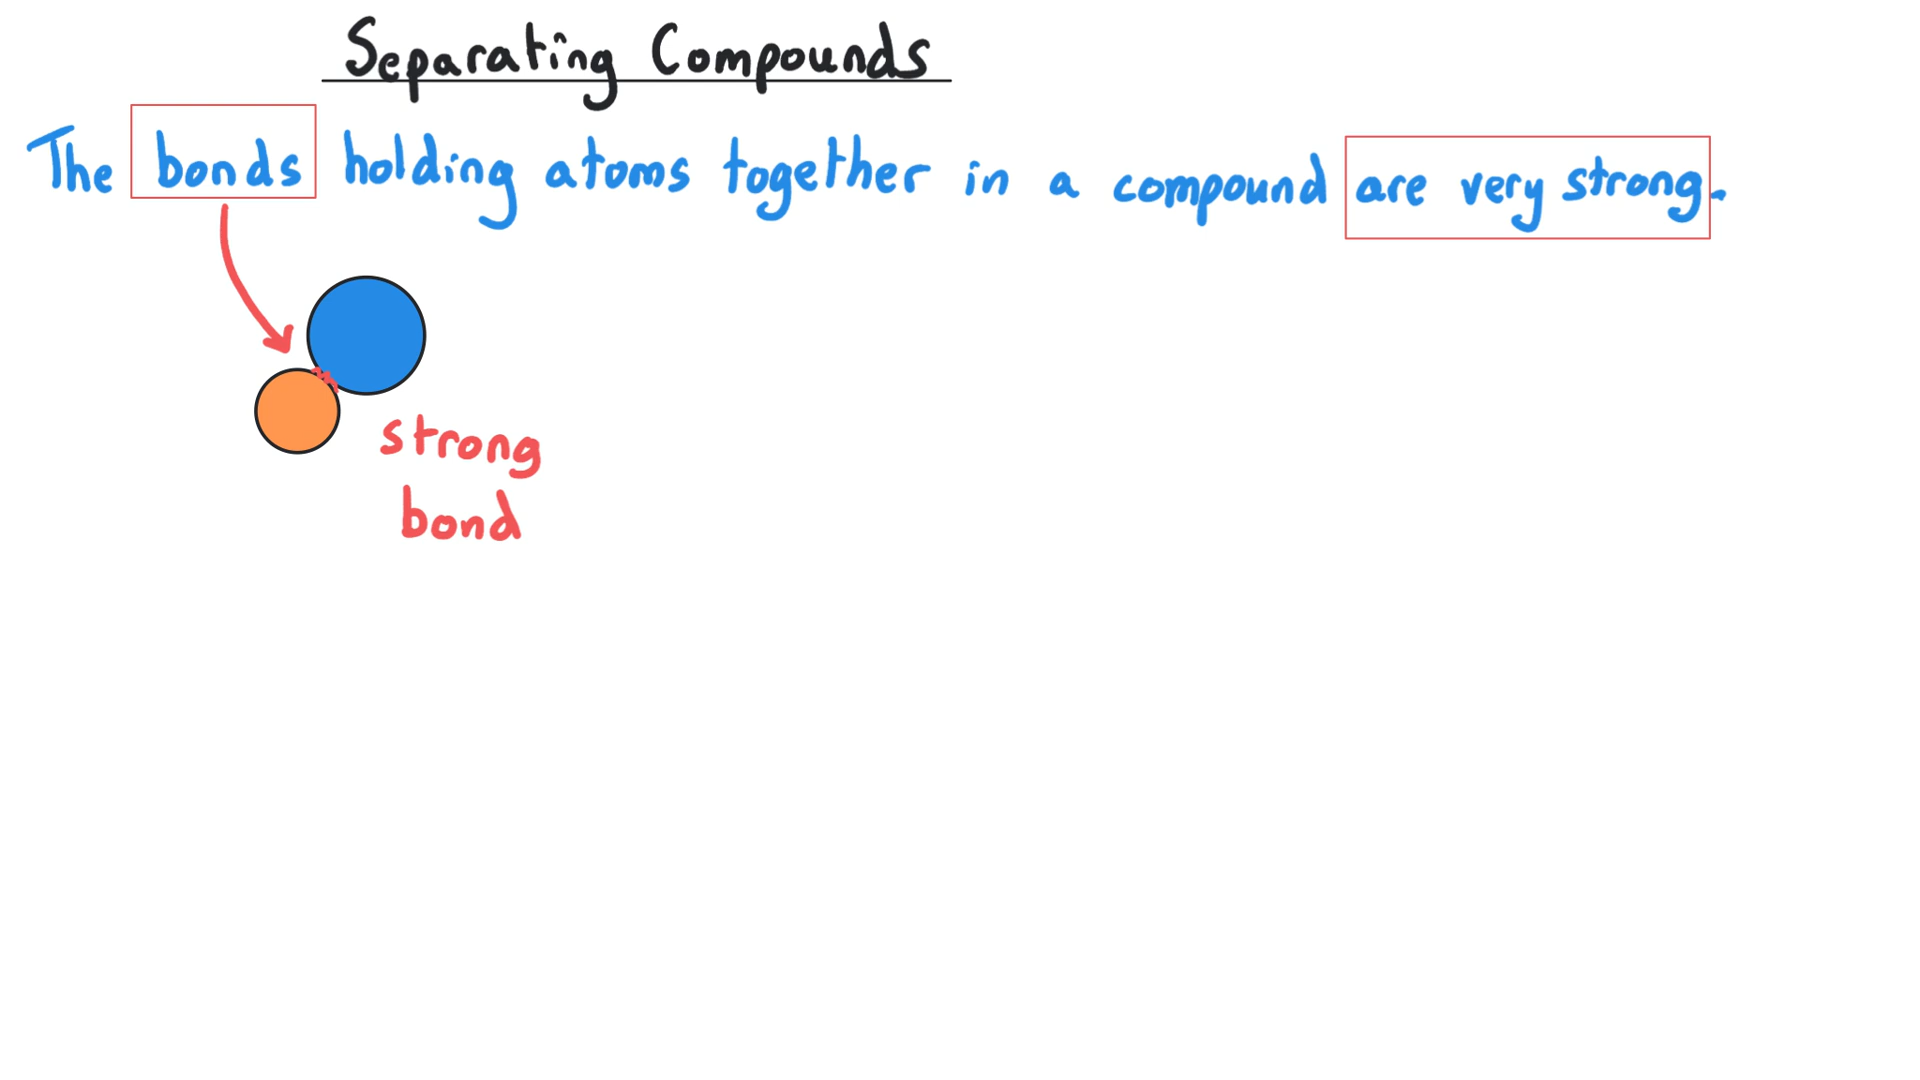 Separating Compounds
The bonds holding atoms together in a compound are very strong.
strong
bond